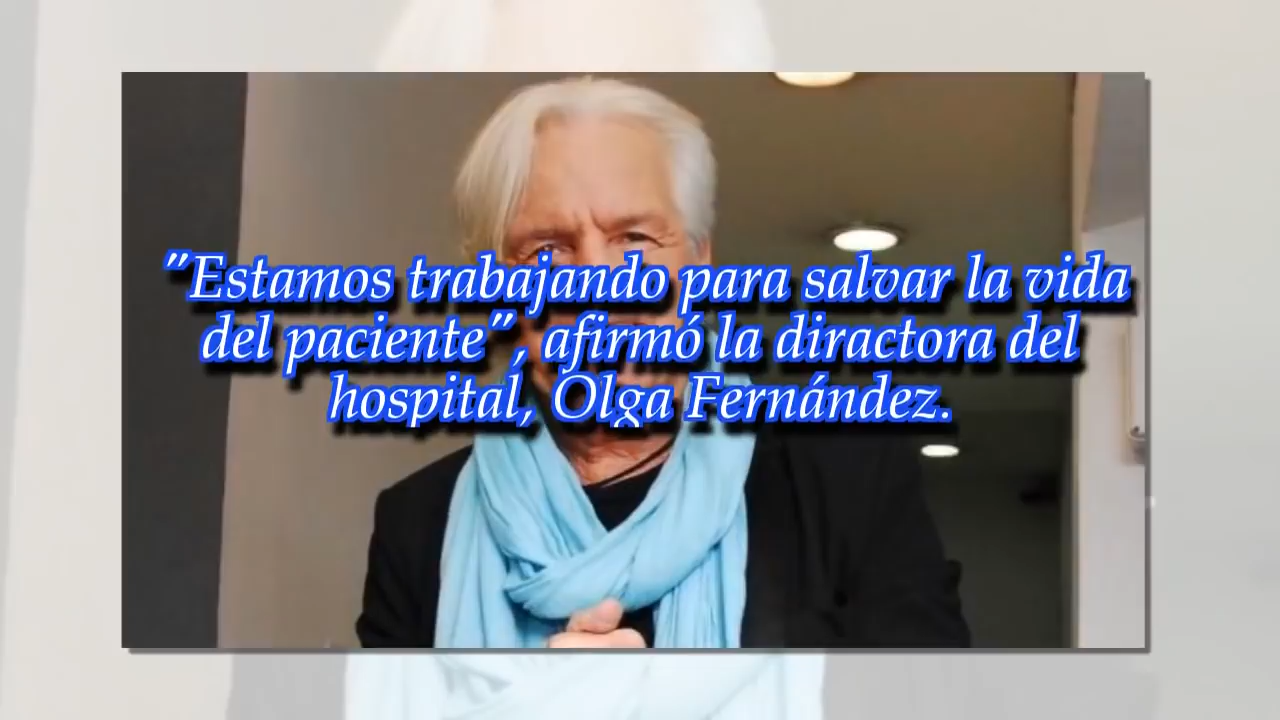 "Estamos trabajando para salvar la vida
del paciente", afirmó la diractora del
hospital, Olga Fernández.